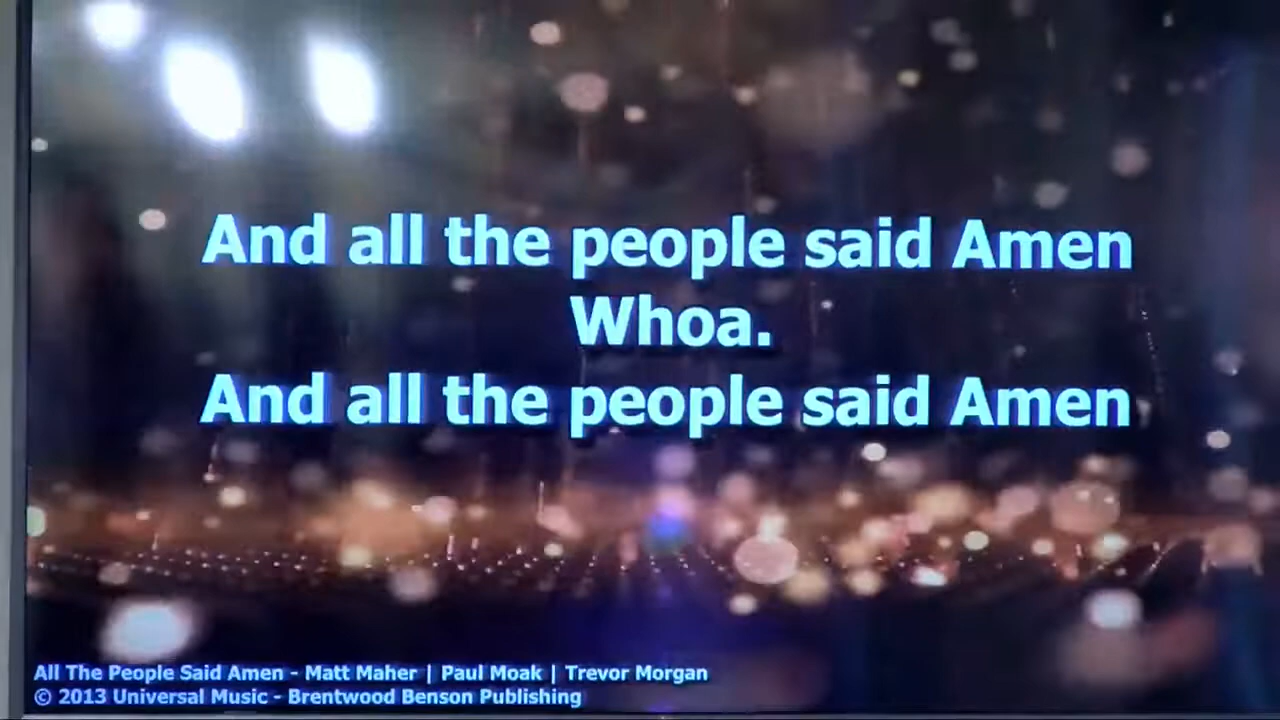 And all the people said Amen
Whoa.
And all the people said Amen
All The People Said Amen - Matt Maher | Paul Moak | Trevor Morgan
© 2013 Universal Music - Brentwood Benson Publishing